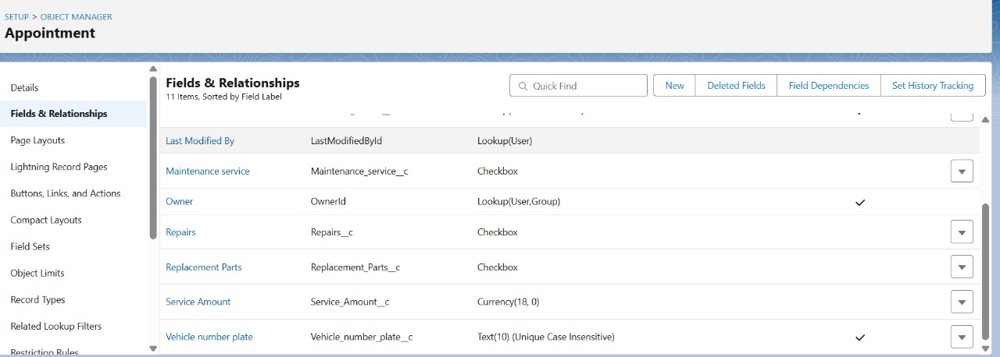 SETUP > OBJECT MANAGER
Appointment
Details
Fields & Relationships
Page Layouts
Lightning Record Pages
Buttons, Links, and Actions
Compact Layouts
Field Sets
Object Limits
Record Types
Related Lookup Filters
Restriction Rules
Fields & Relationships
11 Items, Sorted by Field Label
Quick Find
New Deleted Fields Field Dependencies Set History Tracking
Last Modified By LastModifiedById Lookup(User)
Maintenance service Maintenance_service__c Checkbox
Owner OwnerId Lookup(User,Group)
Repairs Repairs__c Checkbox
Replacement Parts Replacement_Parts__c Checkbox
Service Amount Service_Amount__c Currency(18, 0)
Vehicle number plate Vehicle_number_plate__c Text(10) (Unique Case Insensitive)